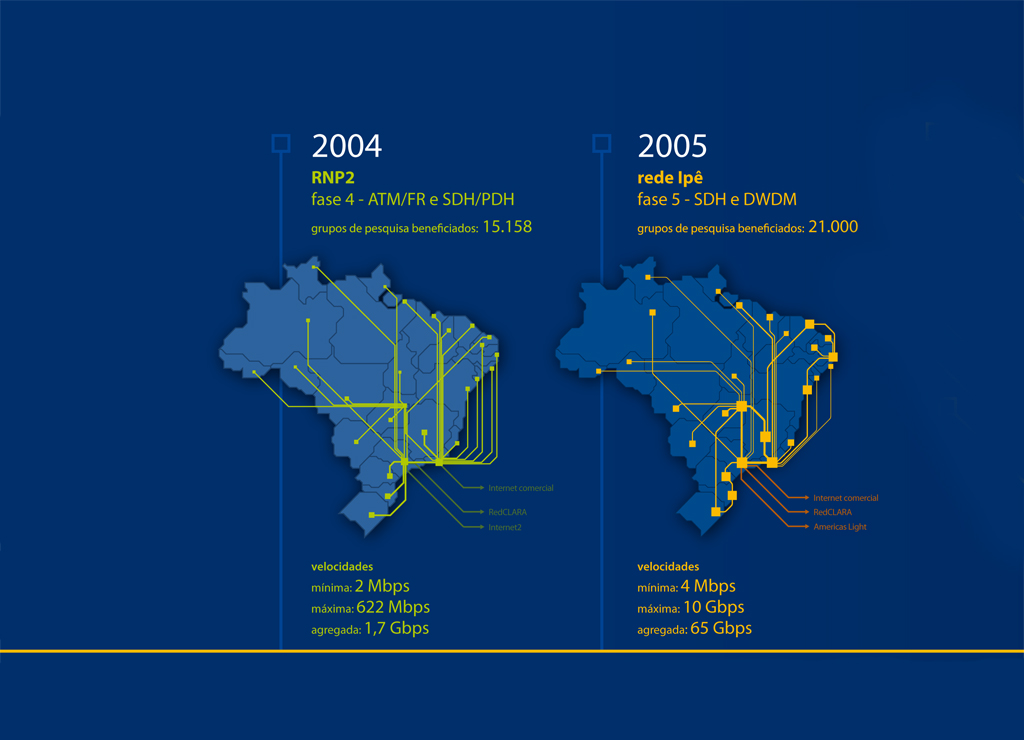 2004
RNP2
fase 4 - ATM/FR e SDH/PDH
grupos de pesquisa beneficiados: 15.158
Internet comercial
RedCLARA
Internet2
velocidades
mínima: 2 Mbps
máxima: 622 Mbps
agregada: 1,7 Gbps
2005
rede Ipê
fase 5 - SDH e DWDM
grupos de pesquisa beneficiados: 21.000
Internet comercial
RedCLARA
Americas Light
velocidades
mínima: 4 Mbps
máxima: 10 Gbps
agregada: 65 Gbps